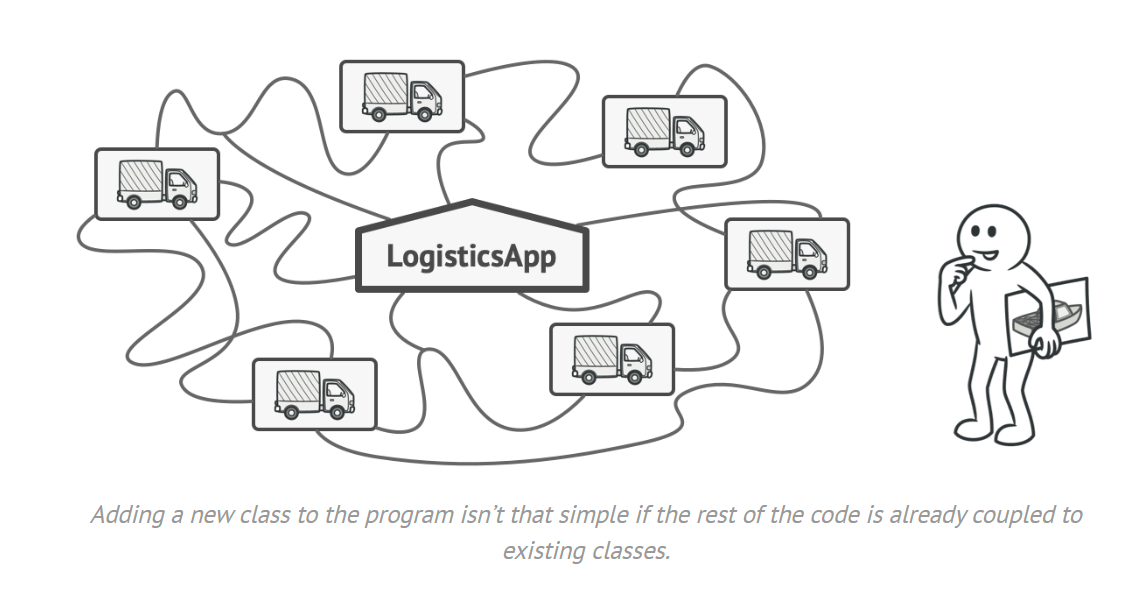 LogisticsApp
Adding a new class to the program isn’t that simple if the rest of the code is already coupled to
existing classes.